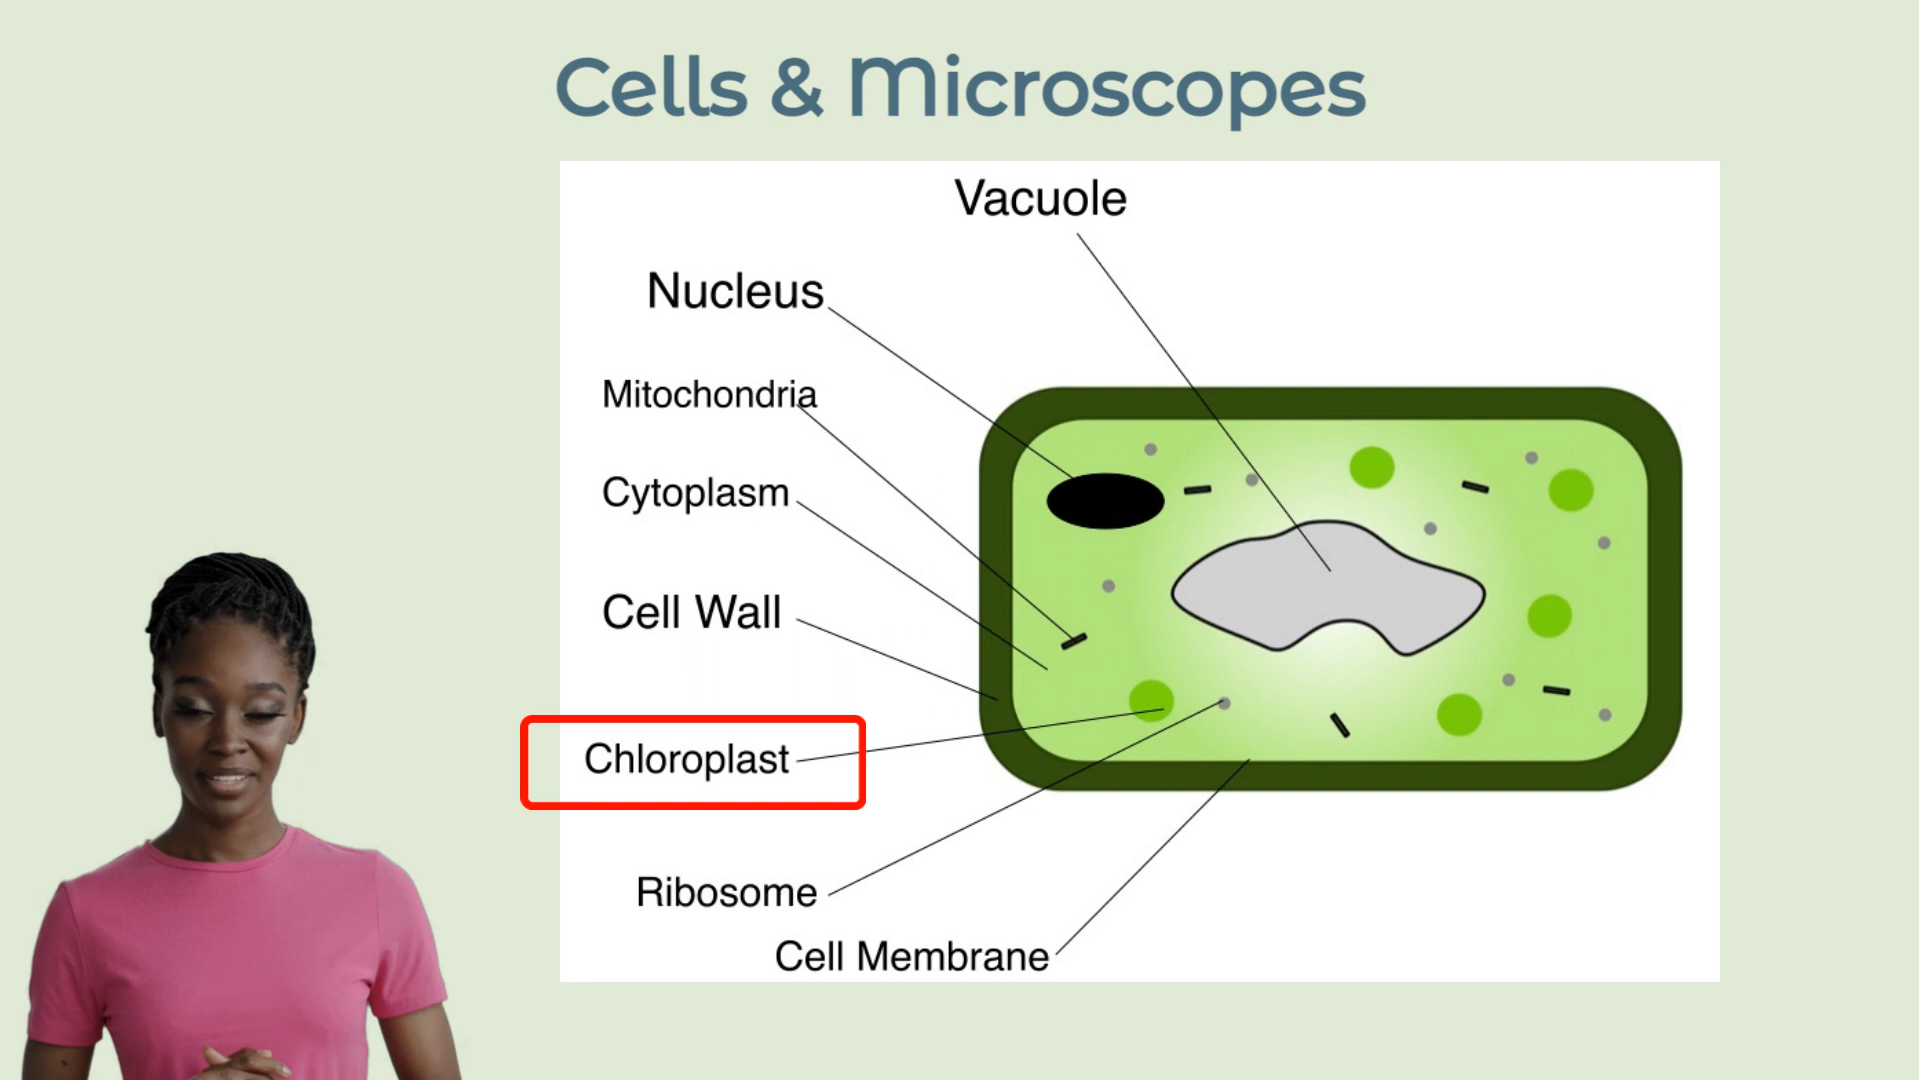 Cells & Microscopes
Vacuole
Nucleus
Mitochondria
Cytoplasm
Cell Wall
Chloroplast
Ribosome
Cell Membrane